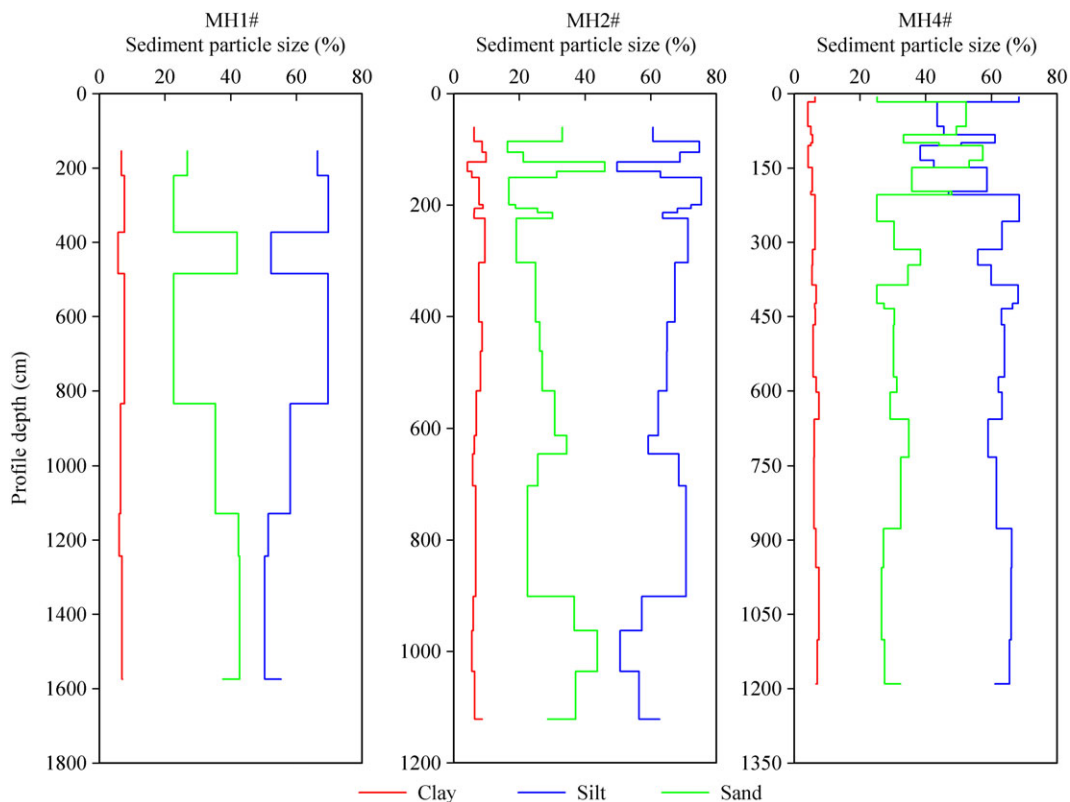 MH1#
Sediment particle size (%)
0 20 40 60 80
0
200
400
600
800
1000
1200
1400
1600
1800
Profile depth (cm)
MH2#
Sediment particle size (%)
0 20 40 60 80
0
200
400
600
800
1000
1200
MH4#
Sediment particle size (%)
0 20 40 60 80
0
150
300
450
600
750
900
1050
1200
1350
Clay Silt Sand